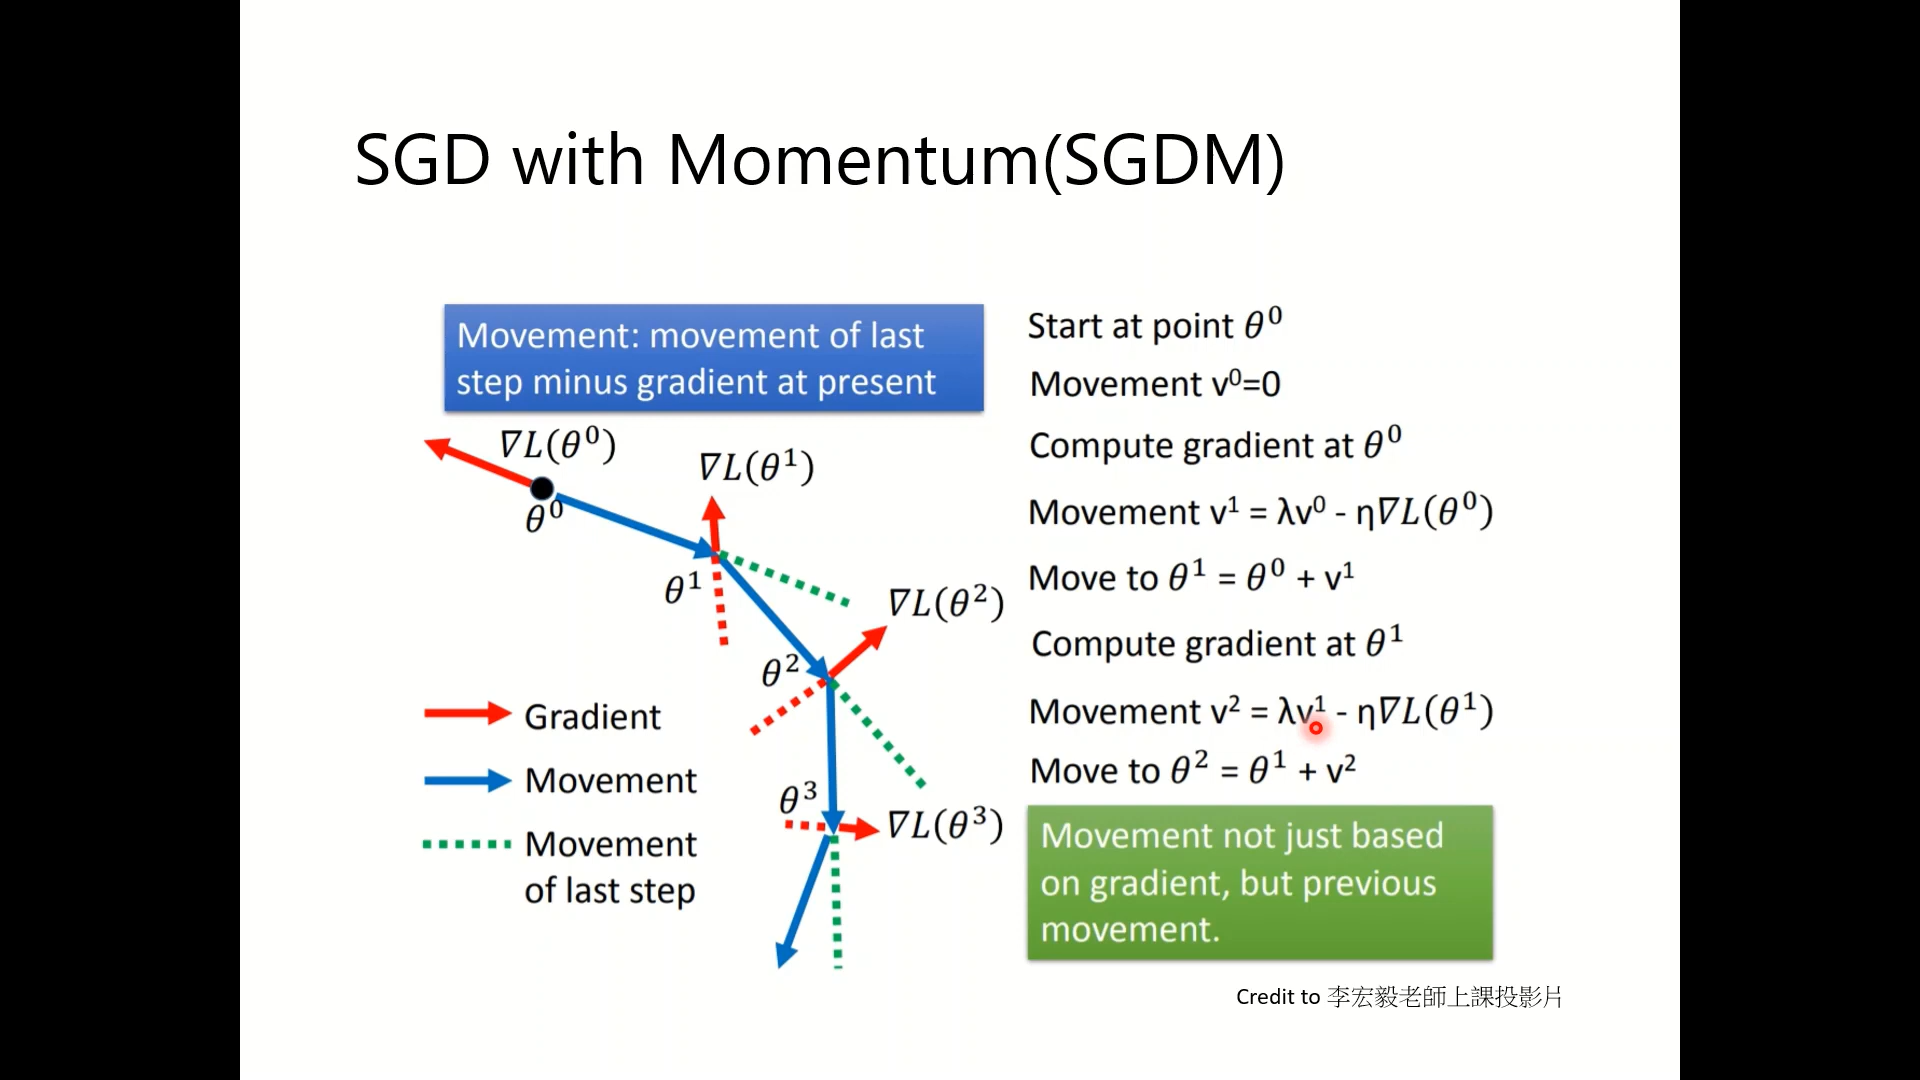 SGD with Momentum(SGDM)
Movement: movement of last
step minus gradient at present
∇L(θ⁰)
θ⁰
∇L(θ¹)
θ¹
∇L(θ²)
θ²
θ³
∇L(θ³)
Gradient
Movement
Movement
of last step
Start at point θ⁰
Movement v⁰=0
Compute gradient at θ⁰
Movement v¹ = λv⁰ - η∇L(θ⁰)
Move to θ¹ = θ⁰ + v¹
Compute gradient at θ¹
Movement v² = λv¹ - η∇L(θ¹)
Move to θ² = θ¹ + v²
Movement not just based
on gradient, but previous
movement.
Credit to 李宏毅老師上課投影片